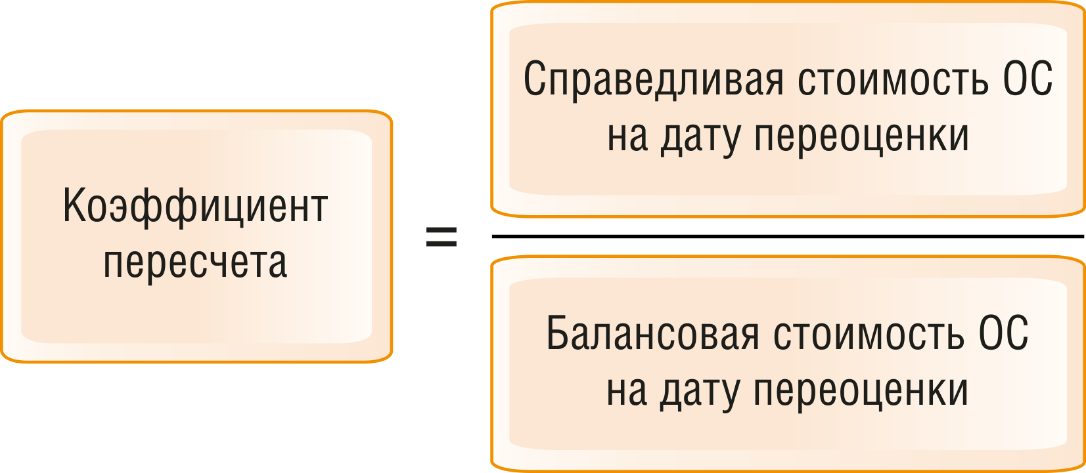 Коэффициент
пересчета
=
Справедливая стоимость ОС
на дату переоценки
Балансовая стоимость ОС
на дату переоценки